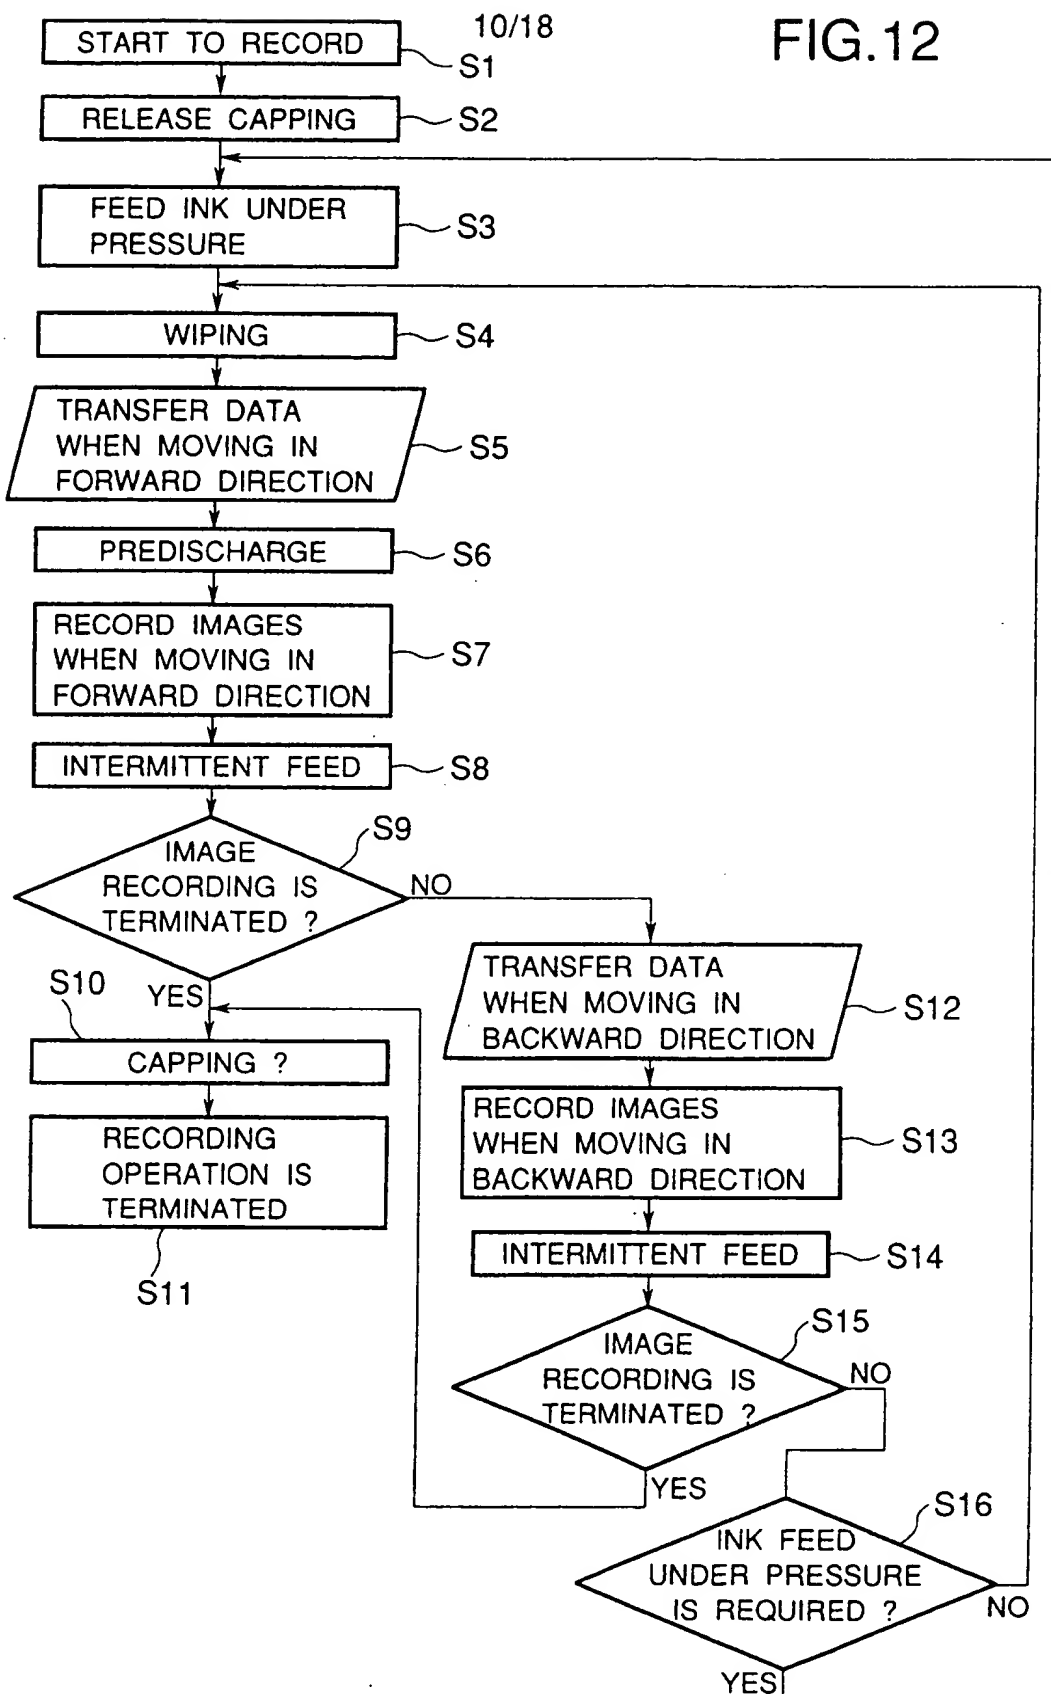 10/18
FIG.12
START TO RECORD
S1
RELEASE CAPPING
S2
FEED INK UNDER
PRESSURE
S3
WIPING
S4
TRANSFER DATA
WHEN MOVING IN
FORWARD DIRECTION
S5
PREDISCHARGE
S6
RECORD IMAGES
WHEN MOVING IN
FORWARD DIRECTION
S7
INTERMITTENT FEED
S8
S9
IMAGE
RECORDING IS
TERMINATED ?
NO
YES
S10
CAPPING ?
RECORDING
OPERATION IS
TERMINATED
S11
TRANSFER DATA
WHEN MOVING IN
BACKWARD DIRECTION
S12
RECORD IMAGES
WHEN MOVING IN
BACKWARD DIRECTION
S13
INTERMITTENT FEED
S14
S15
IMAGE
RECORDING IS
TERMINATED ?
NO
YES
S16
INK FEED
UNDER PRESSURE
IS REQUIRED ?
NO
YES